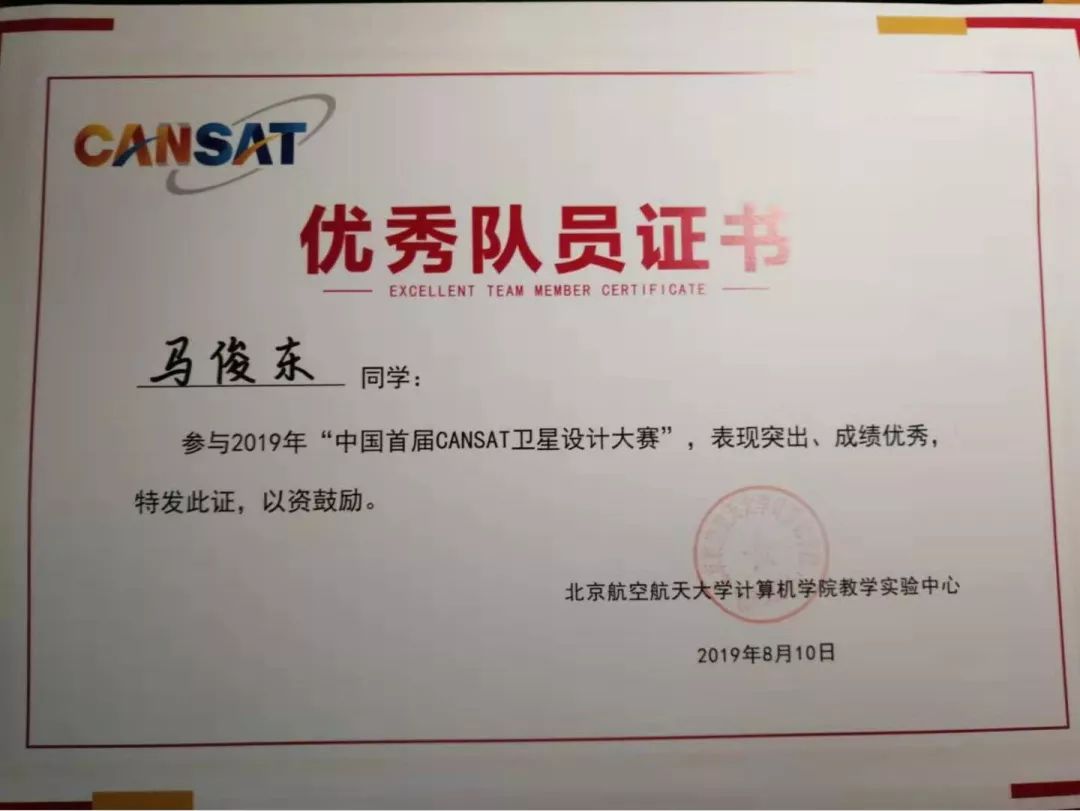 CANSAT
优秀队员证书
EXCELLENT TEAM MEMBER CERTIFICATE
马俊东 同学：
参与2019年“中国首届CANSAT卫星设计大赛”，表现突出、成绩优秀，
特发此证，以资鼓励。
北京航空航天大学计算机学院教学实验中心
2019年8月10日